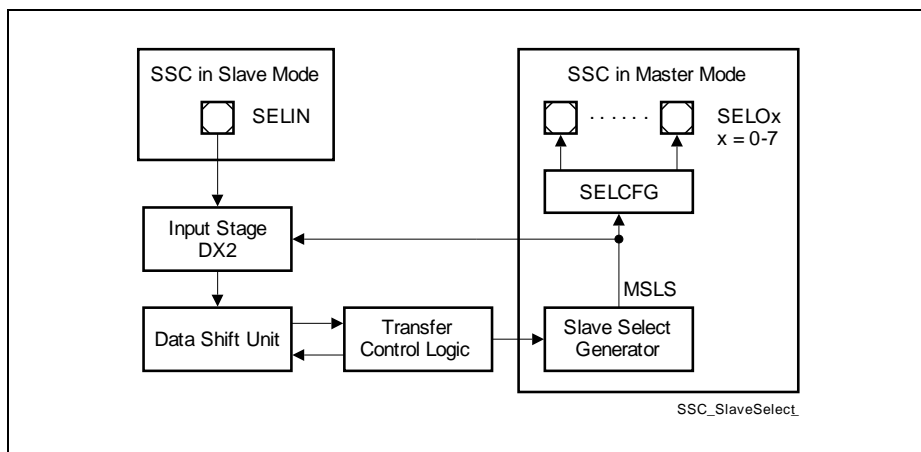 SSC in Slave Mode
SELIN
Input Stage
DX2
Data Shift Unit
Transfer
Control Logic
SSC in Master Mode
. . . . . .
SELOx
x = 0-7
SELCFG
MSLS
Slave Select
Generator
SSC_SlaveSelect_